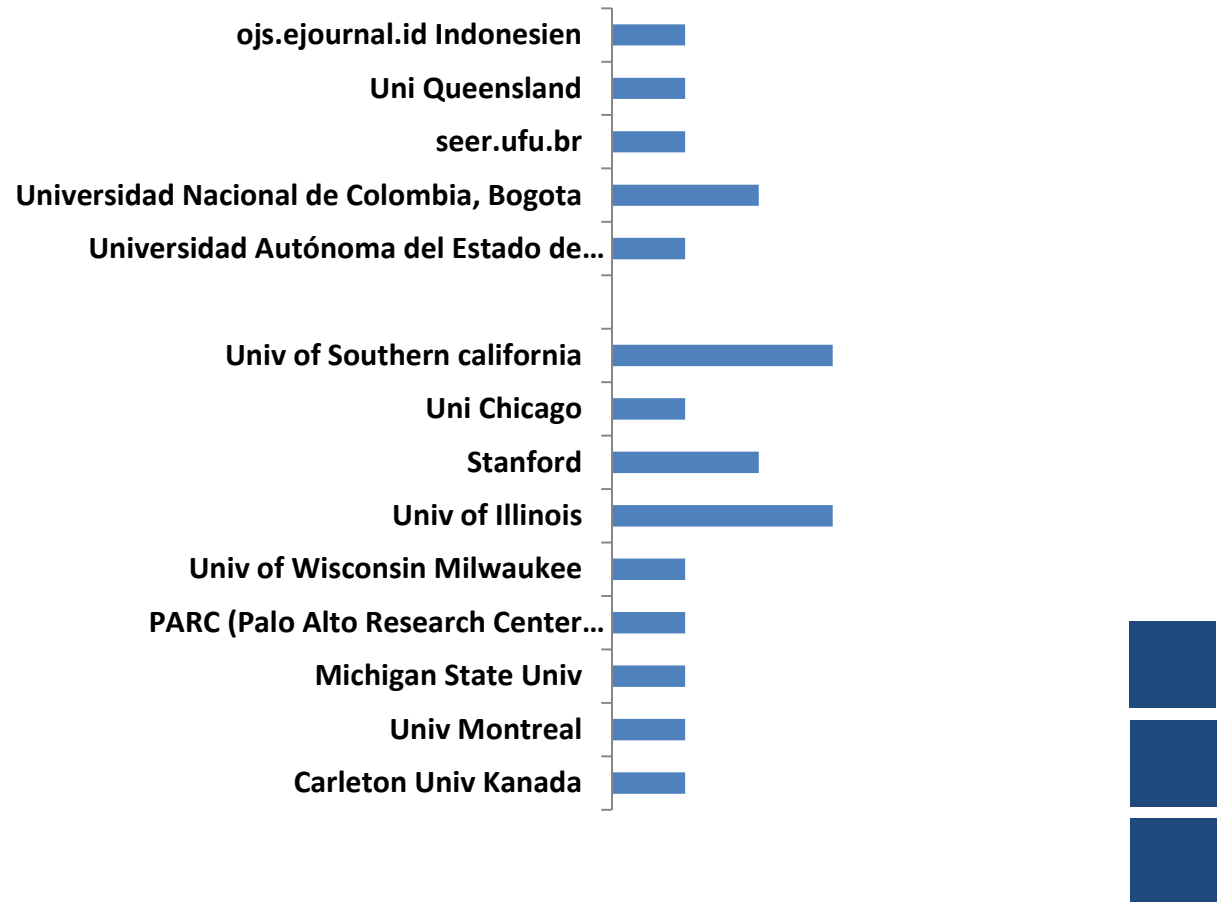 ojs.ejournal.id Indonesien
Uni Queensland
seer.ufu.br
Universidad Nacional de Colombia, Bogota
Universidad Autónoma del Estado de…
Univ of Southern california
Uni Chicago
Stanford
Univ of Illinois
Univ of Wisconsin Milwaukee
PARC (Palo Alto Research Center…
Michigan State Univ
Univ Montreal
Carleton Univ Kanada